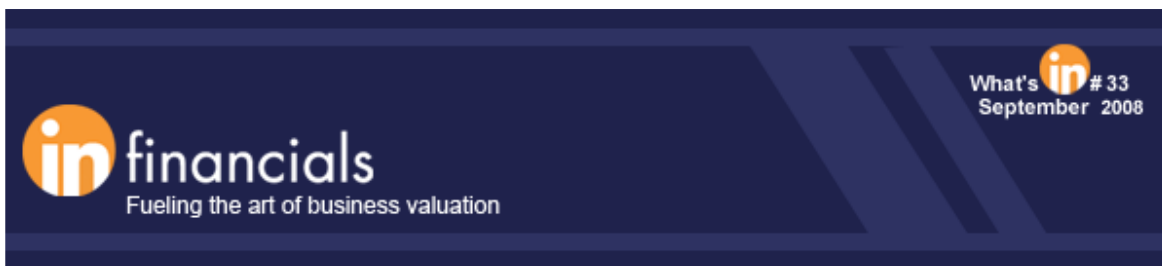 What's in # 33
September 2008
in financials
Fueling the art of business valuation